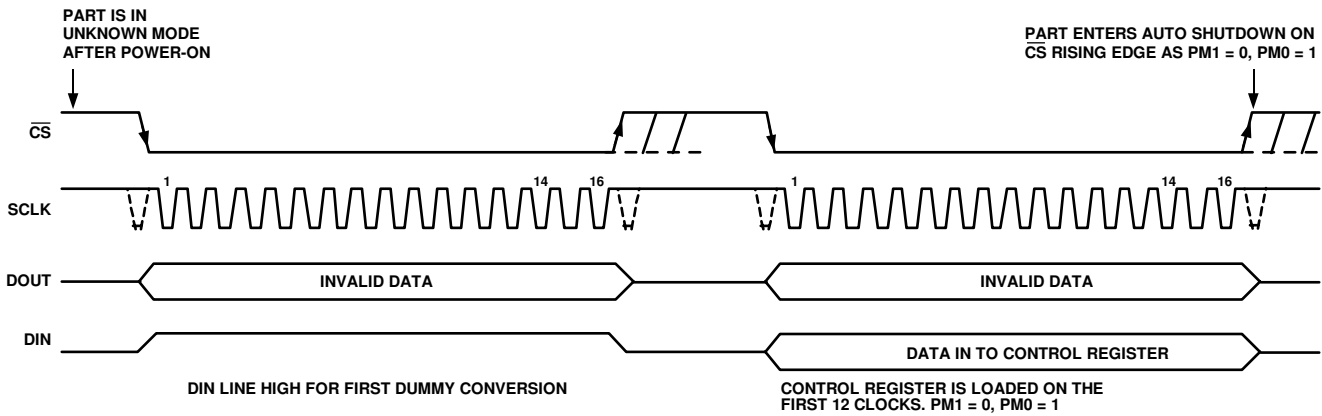 PART IS IN
UNKNOWN MODE
AFTER POWER-ON
PART ENTERS AUTO SHUTDOWN ON
CS RISING EDGE AS PM1 = 0, PM0 = 1
CS
SCLK
1
14
16
1
14
16
DOUT
INVALID DATA
INVALID DATA
DIN
DATA IN TO CONTROL REGISTER
DIN LINE HIGH FOR FIRST DUMMY CONVERSION
CONTROL REGISTER IS LOADED ON THE
FIRST 12 CLOCKS. PM1 = 0, PM0 = 1